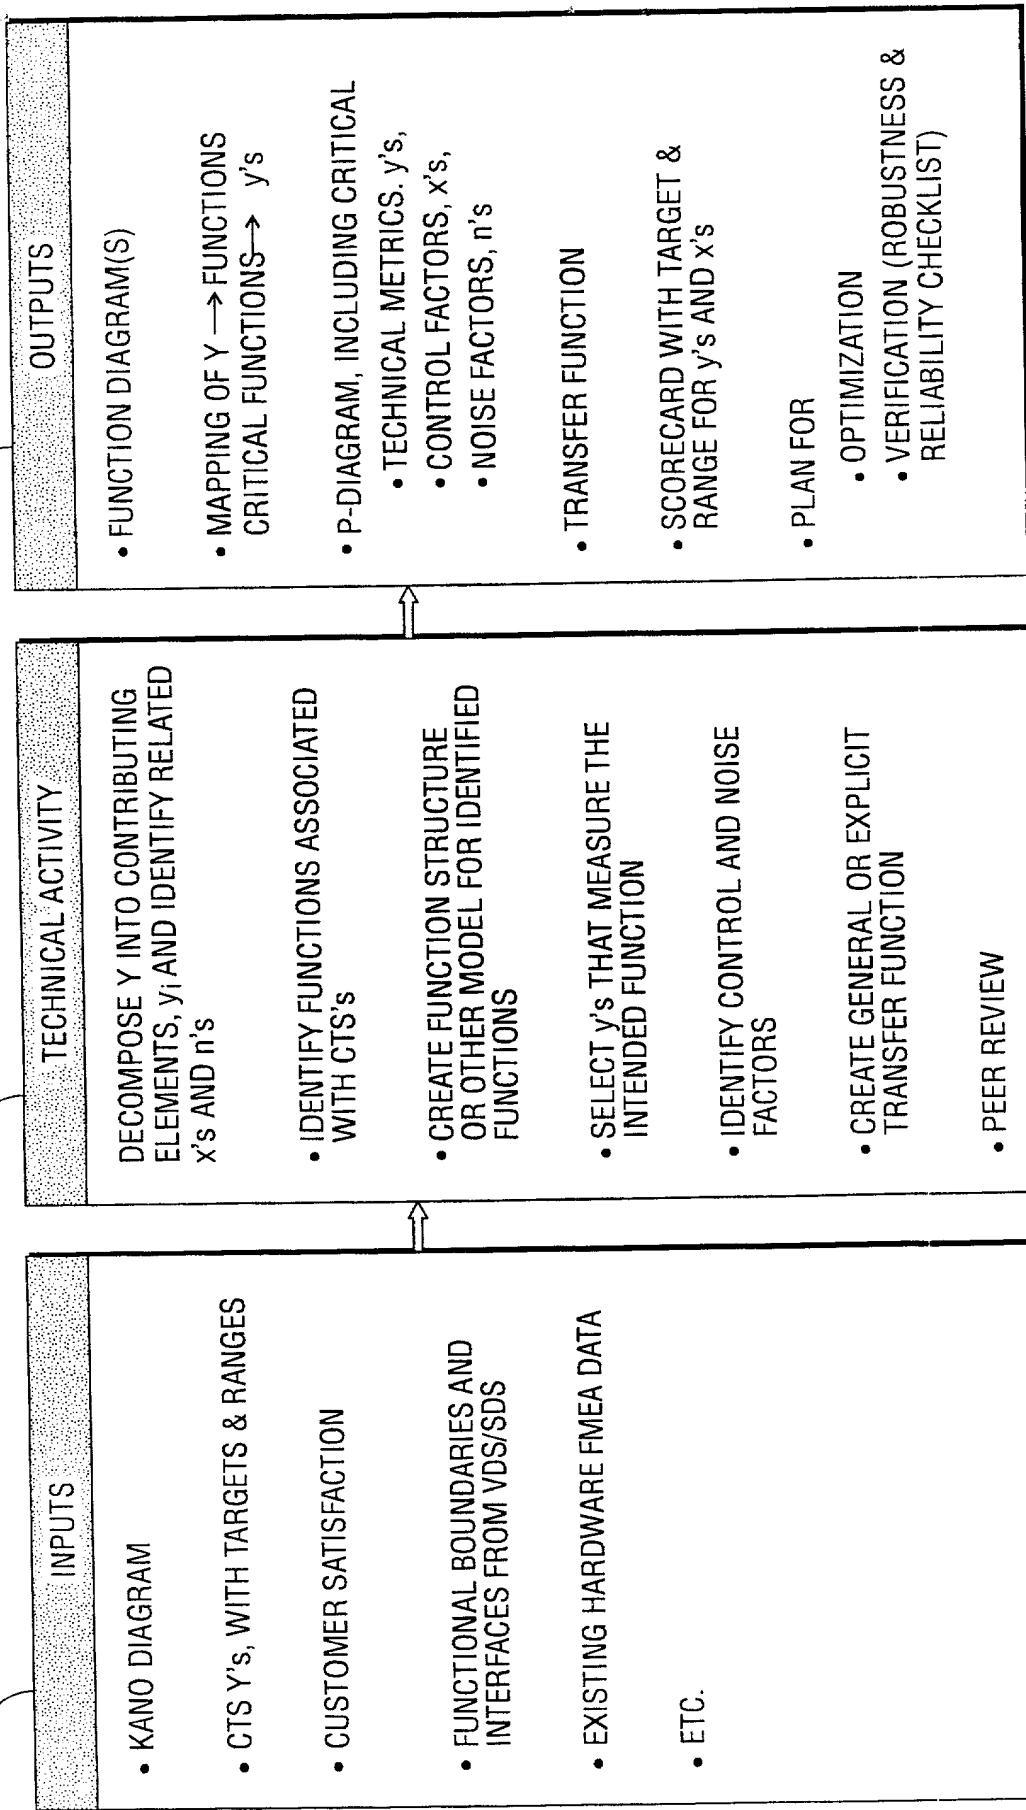 INPUTS
• KANO DIAGRAM
• CTS Y's, WITH TARGETS & RANGES
• CUSTOMER SATISFACTION
• FUNCTIONAL BOUNDARIES AND
INTERFACES FROM VDS/SDS
• EXISTING HARDWARE FMEA DATA
• ETC.
TECHNICAL ACTIVITY
DECOMPOSE Y INTO CONTRIBUTING
ELEMENTS, yi AND IDENTIFY RELATED
x's AND n's
• IDENTIFY FUNCTIONS ASSOCIATED
WITH CTS's
• CREATE FUNCTION STRUCTURE
OR OTHER MODEL FOR IDENTIFIED
FUNCTIONS
• SELECT y's THAT MEASURE THE
INTENDED FUNCTION
• IDENTIFY CONTROL AND NOISE
FACTORS
• CREATE GENERAL OR EXPLICIT
TRANSFER FUNCTION
• PEER REVIEW
OUTPUTS
• FUNCTION DIAGRAM(S)
• MAPPING OF Y → FUNCTIONS
CRITICAL FUNCTIONS → y's
• P-DIAGRAM, INCLUDING CRITICAL
• TECHNICAL METRICS. y's,
• CONTROL FACTORS, x's,
• NOISE FACTORS, n's
• TRANSFER FUNCTION
• SCORECARD WITH TARGET &
RANGE FOR y's AND x's
• PLAN FOR
• OPTIMIZATION
• VERIFICATION (ROBUSTNESS &
RELIABILITY CHECKLIST)